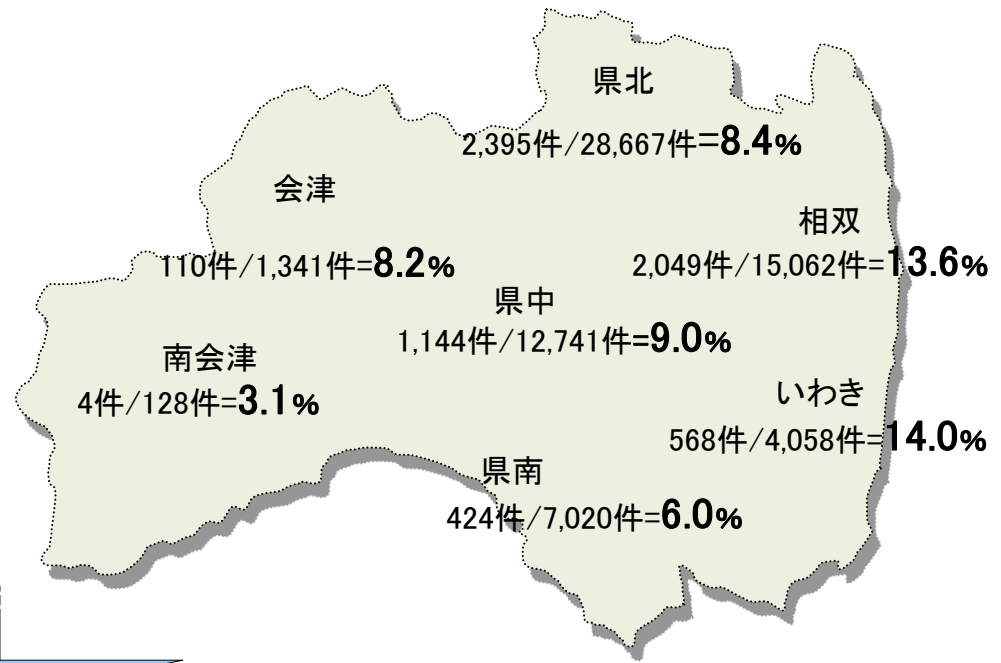 県北
2,395件/28,667件=8.4%
会津
110件/1,341件=8.2%
相双
2,049件/15,062件=13.6%
県中
1,144件/12,741件=9.0%
南会津
4件/128件=3.1%
いわき
568件/4,058件=14.0%
県南
424件/7,020件=6.0%